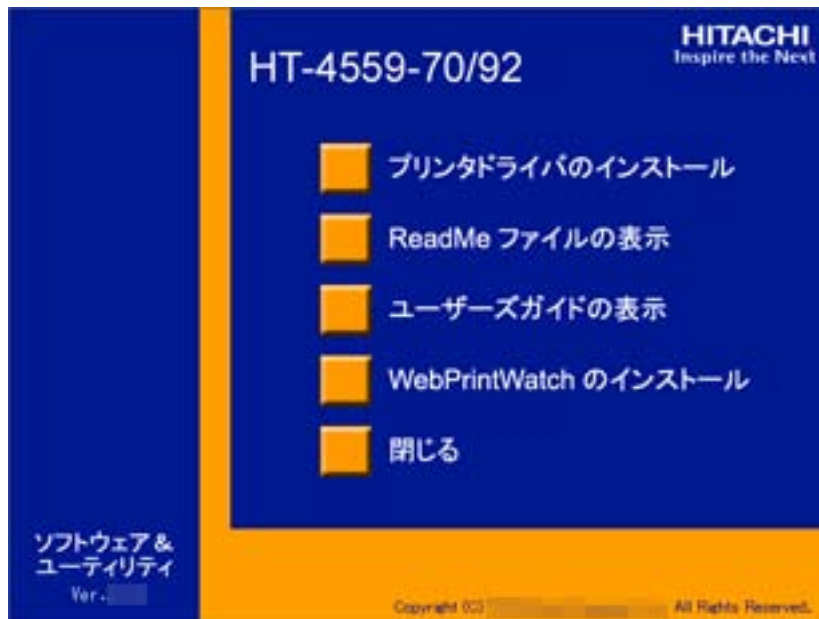 HITACHI
Inspire the Next
HT-4559-70/92
プリンタドライバのインストール
ReadMe ファイルの表示
ユーザーズガイドの表示
WebPrintWatch のインストール
閉じる
ソフトウェア &
ユーティリティ
Ver.
Copyright (C) All Rights Reserved.